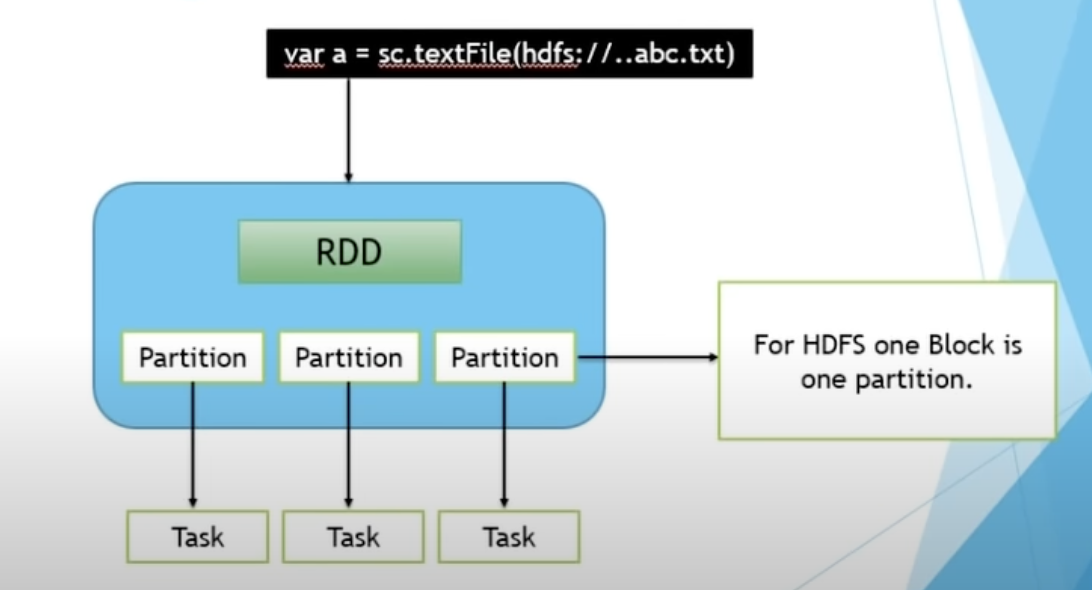 var a = sc.textFile(hdfs://..abc.txt)
RDD
Partition
Partition
Partition
For HDFS one Block is
one partition.
Task
Task
Task